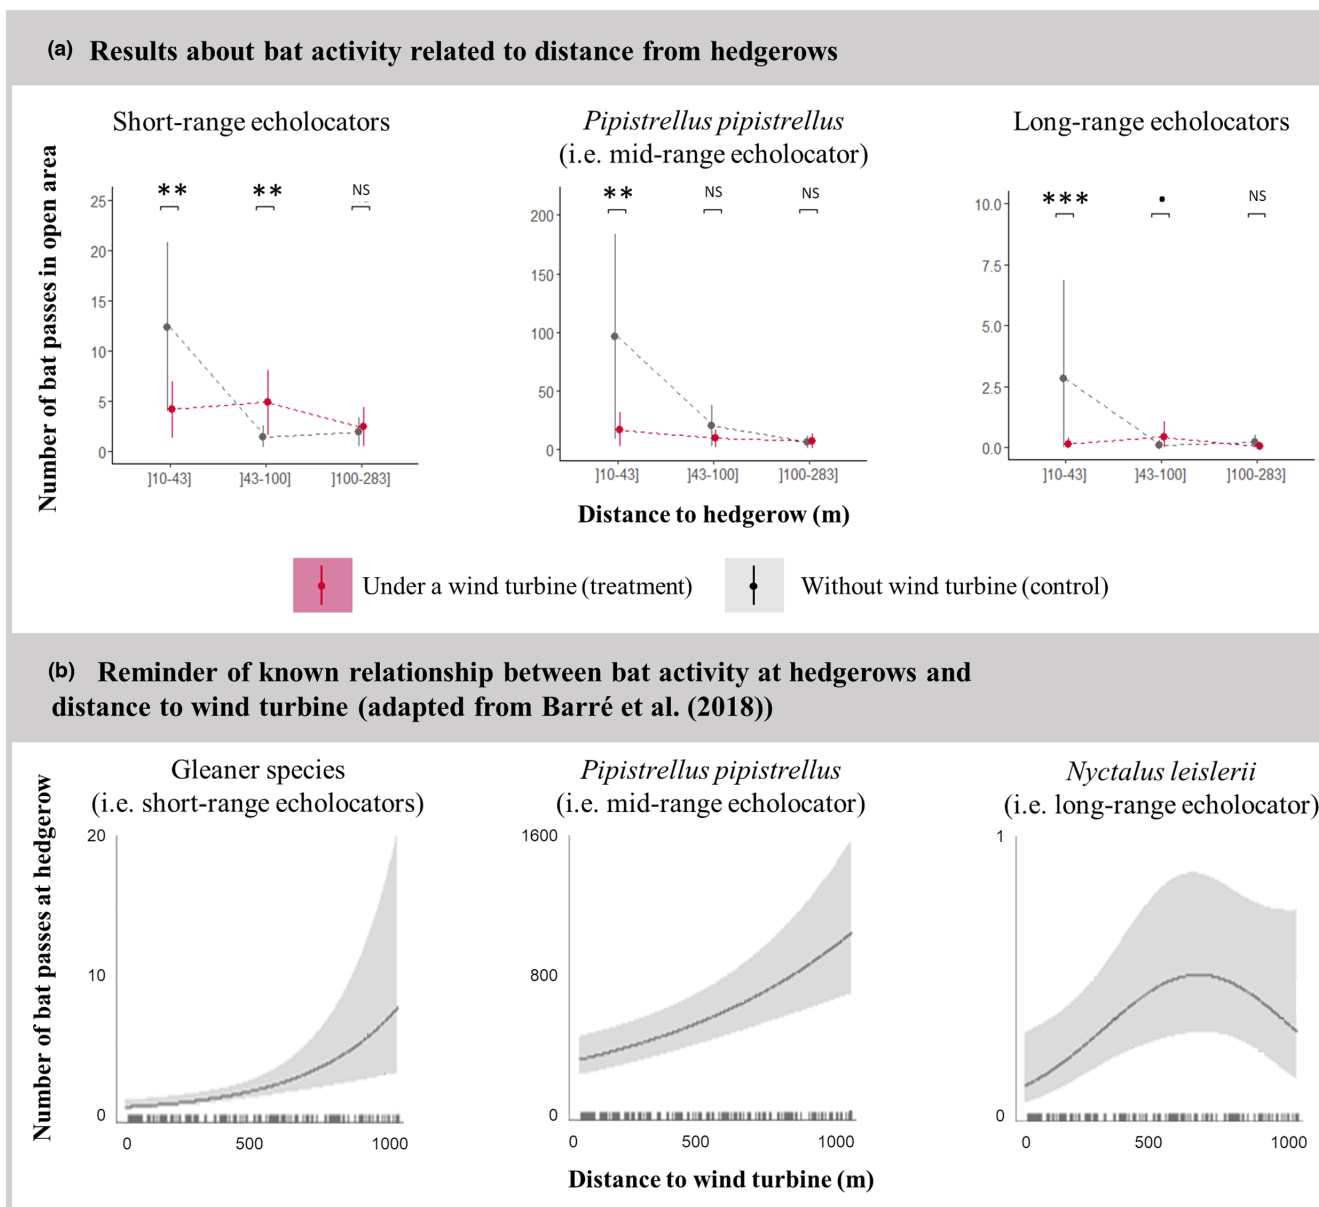 (a) Results about bat activity related to distance from hedgerows
Short-range echolocators
Pipistrellus pipistrellus
(i.e. mid-range echolocator)
Long-range echolocators
Number of bat passes in open area
** ** NS
25
20
15
10
5
0
]10-43] ]43-100] ]100-283]
** NS NS
200
150
100
50
0
]10-43] ]43-100] ]100-283]
*** . NS
10.0
7.5
5.0
2.5
0.0
]10-43] ]43-100] ]100-283]
Distance to hedgerow (m)
Under a wind turbine (treatment)
Without wind turbine (control)
(b) Reminder of known relationship between bat activity at hedgerows and
distance to wind turbine (adapted from Barré et al. (2018))
Gleaner species
(i.e. short-range echolocators)
Pipistrellus pipistrellus
(i.e. mid-range echolocator)
Nyctalus leislerii
(i.e. long-range echolocator)
Number of bat passes at hedgerow
20
10
0
0 500 1000
1600
800
0
0 500 1000
1
0
0 500 1000
Distance to wind turbine (m)